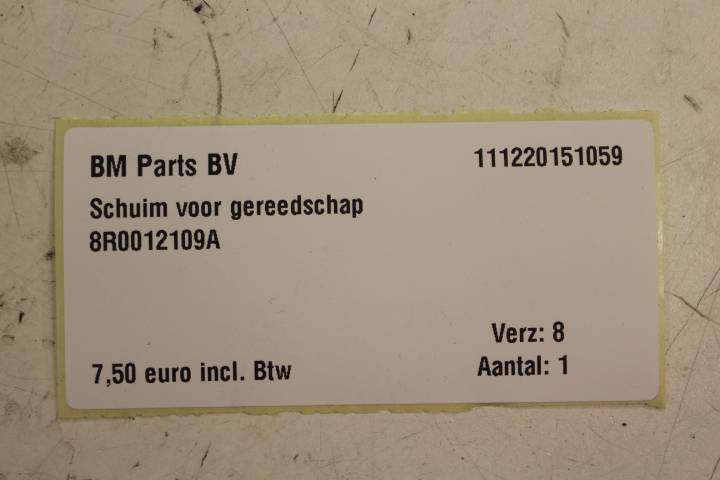 BM Parts BV 111220151059
Schuim voor gereedschap
8R0012109A
Verz: 8
7,50 euro incl. Btw Aantal: 1